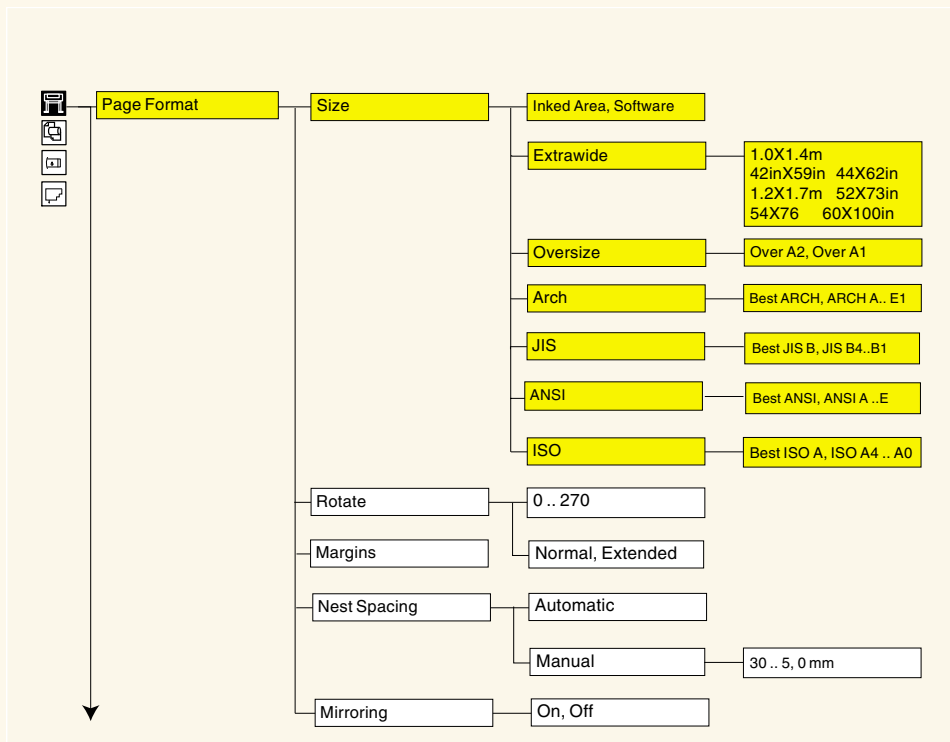 Page Format
Size
Inked Area, Software
Extrawide
1.0X1.4m
42inX59in 44X62in
1.2X1.7m 52X73in
54X76 60X100in
Oversize
Over A2, Over A1
Arch
Best ARCH, ARCH A.. E1
JIS
Best JIS B, JIS B4..B1
ANSI
Best ANSI, ANSI A ..E
ISO
Best ISO A, ISO A4 .. A0
Rotate
0 .. 270
Margins
Normal, Extended
Nest Spacing
Automatic
Manual
30 .. 5, 0 mm
Mirroring
On, Off